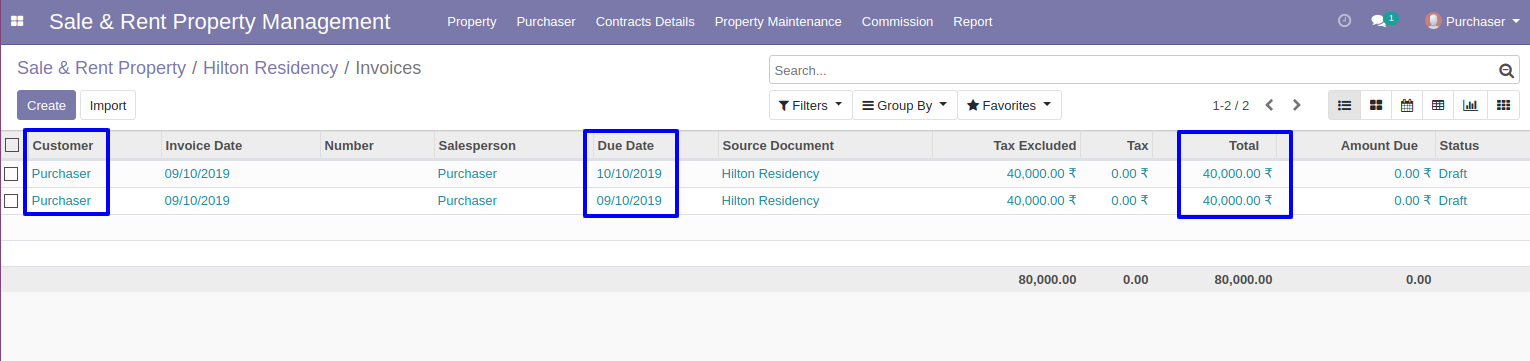 Sale & Rent Property Management Property Purchaser Contracts Details Property Maintenance Commission Report 1 Purchaser
Sale & Rent Property / Hilton Residency / Invoices Search...
Create Import Filters Group By Favorites 1-2 / 2
Customer Invoice Date Number Salesperson Due Date Source Document Tax Excluded Tax Total Amount Due Status
Purchaser 09/10/2019 Purchaser 10/10/2019 Hilton Residency 40,000.00 ₹ 0.00 ₹ 40,000.00 ₹ 0.00 ₹ Draft
Purchaser 09/10/2019 Purchaser 09/10/2019 Hilton Residency 40,000.00 ₹ 0.00 ₹ 40,000.00 ₹ 0.00 ₹ Draft
80,000.00 0.00 80,000.00 0.00